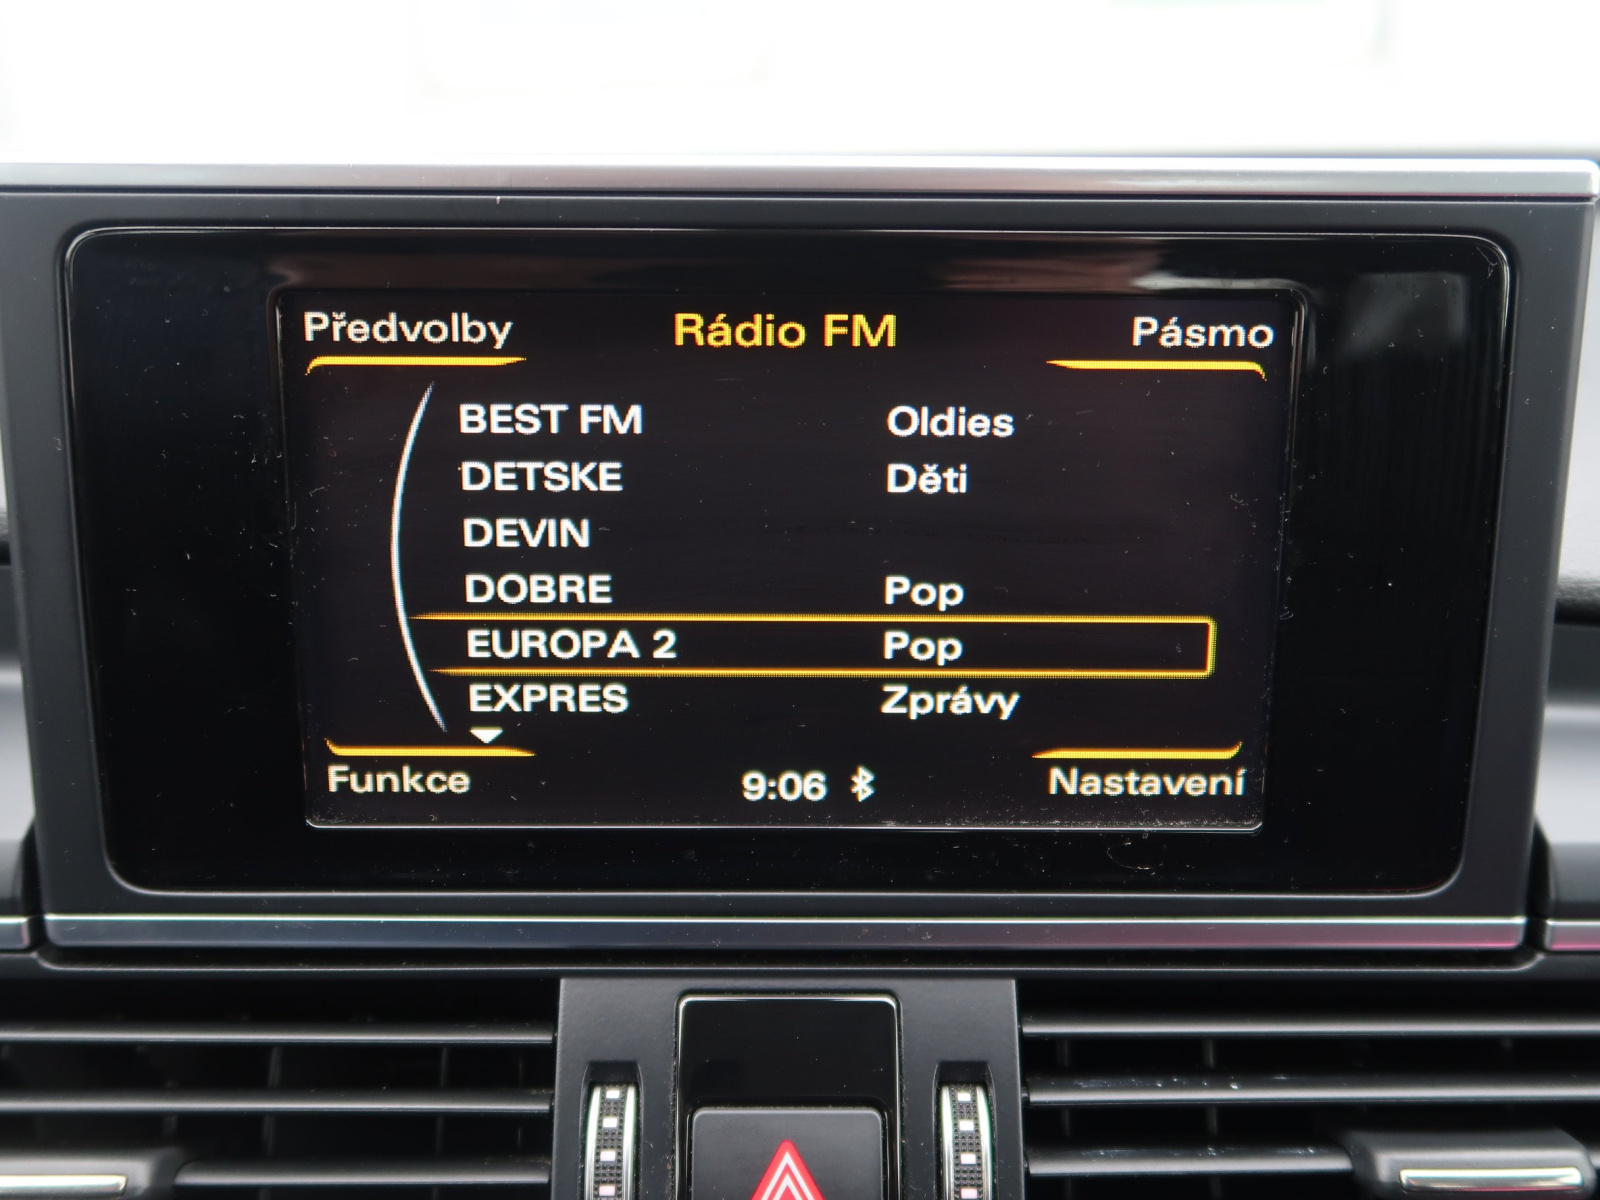 Předvolby Rádio FM Pásmo
BEST FM Oldies
DETSKE Děti
DEVIN
DOBRE Pop
EUROPA 2 Pop
EXPRES Zprávy
Funkce 9:06 Nastavení